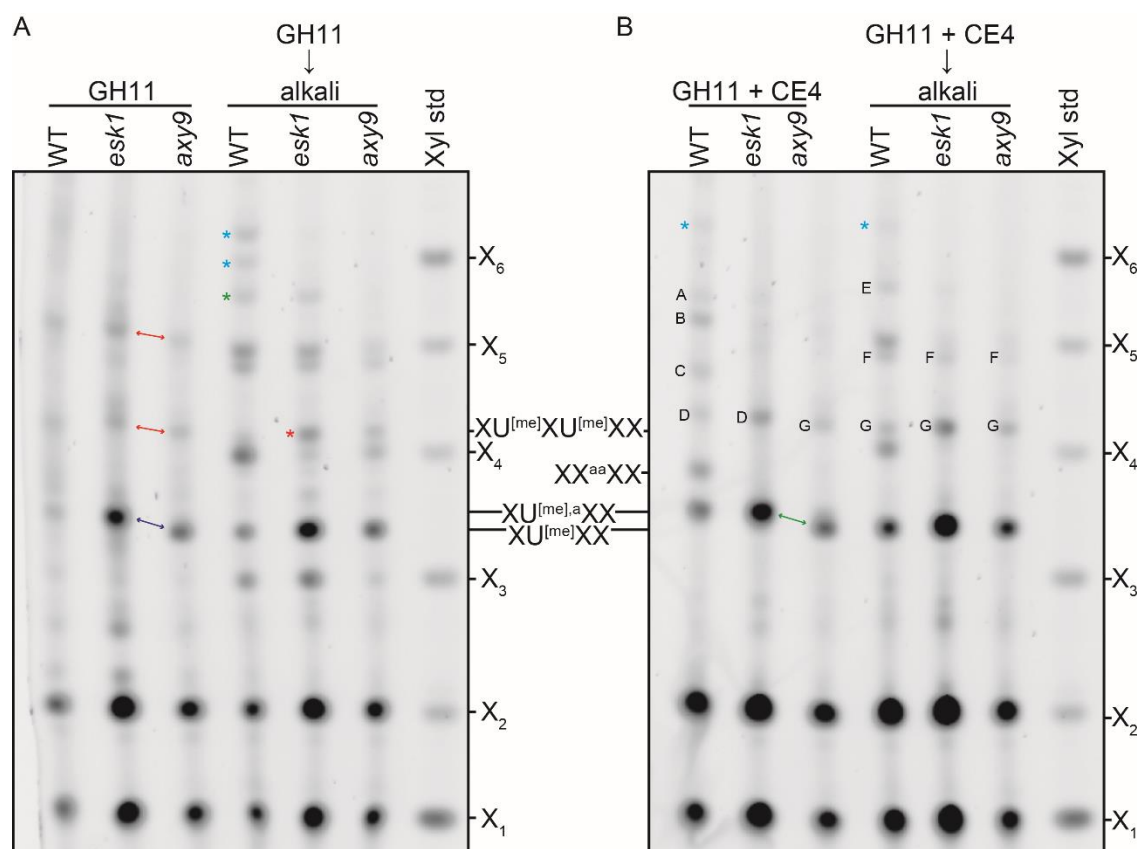 A
GH11
↓
GH11 alkali
WT esk1 axy9 WT esk1 axy9 Xyl std
*
*
*
*
X6
X5
X4
X3
X2
X1
XU[me]XU[me]XX
XXaaXX
XU[me],aXX
XU[me]XX
B
GH11 + CE4
↓
GH11 + CE4 alkali
WT esk1 axy9 WT esk1 axy9 Xyl std
* *
A E
B
C F F F
D D G G G G
X6
X5
X4
X3
X2
X1